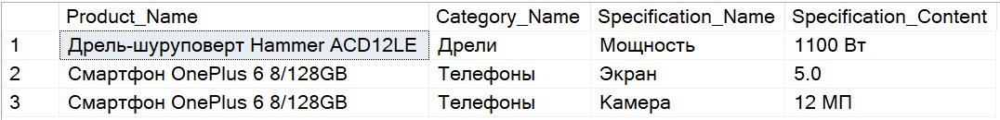 Product_Name Category_Name Specification_Name Specification_Content
1 Дрель-шуруповерт Hammer ACD12LE Дрели Мощность 1100 Вт
2 Смартфон OnePlus 6 8/128GB Телефоны Экран 5.0
3 Смартфон OnePlus 6 8/128GB Телефоны Камера 12 МП